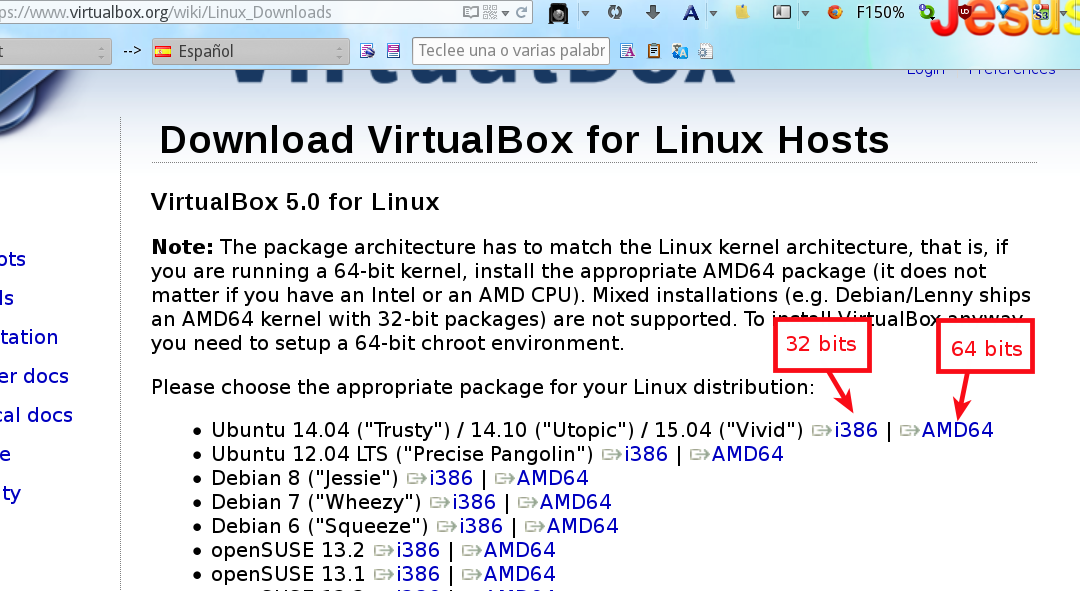 ps://www.virtualbox.org/wiki/Linux_Downloads F150% Jesus
t --> Español Teclee una o varias palabr
VirtualBox Login Preferences
Download VirtualBox for Linux Hosts
VirtualBox 5.0 for Linux
Note: The package architecture has to match the Linux kernel architecture, that is, if
you are running a 64-bit kernel, install the appropriate AMD64 package (it does not
matter if you have an Intel or an AMD CPU). Mixed installations (e.g. Debian/Lenny ships
an AMD64 kernel with 32-bit packages) are not supported. To install VirtualBox anyway
you need to setup a 64-bit chroot environment.
32 bits
64 bits
Please choose the appropriate package for your Linux distribution:
• Ubuntu 14.04 ("Trusty") / 14.10 ("Utopic") / 15.04 ("Vivid") i386 | AMD64
• Ubuntu 12.04 LTS ("Precise Pangolin") i386 | AMD64
• Debian 8 ("Jessie") i386 | AMD64
• Debian 7 ("Wheezy") i386 | AMD64
• Debian 6 ("Squeeze") i386 | AMD64
• openSUSE 13.2 i386 | AMD64
• openSUSE 13.1 i386 | AMD64
ots
ls
tation
er docs
cal docs
e
ty